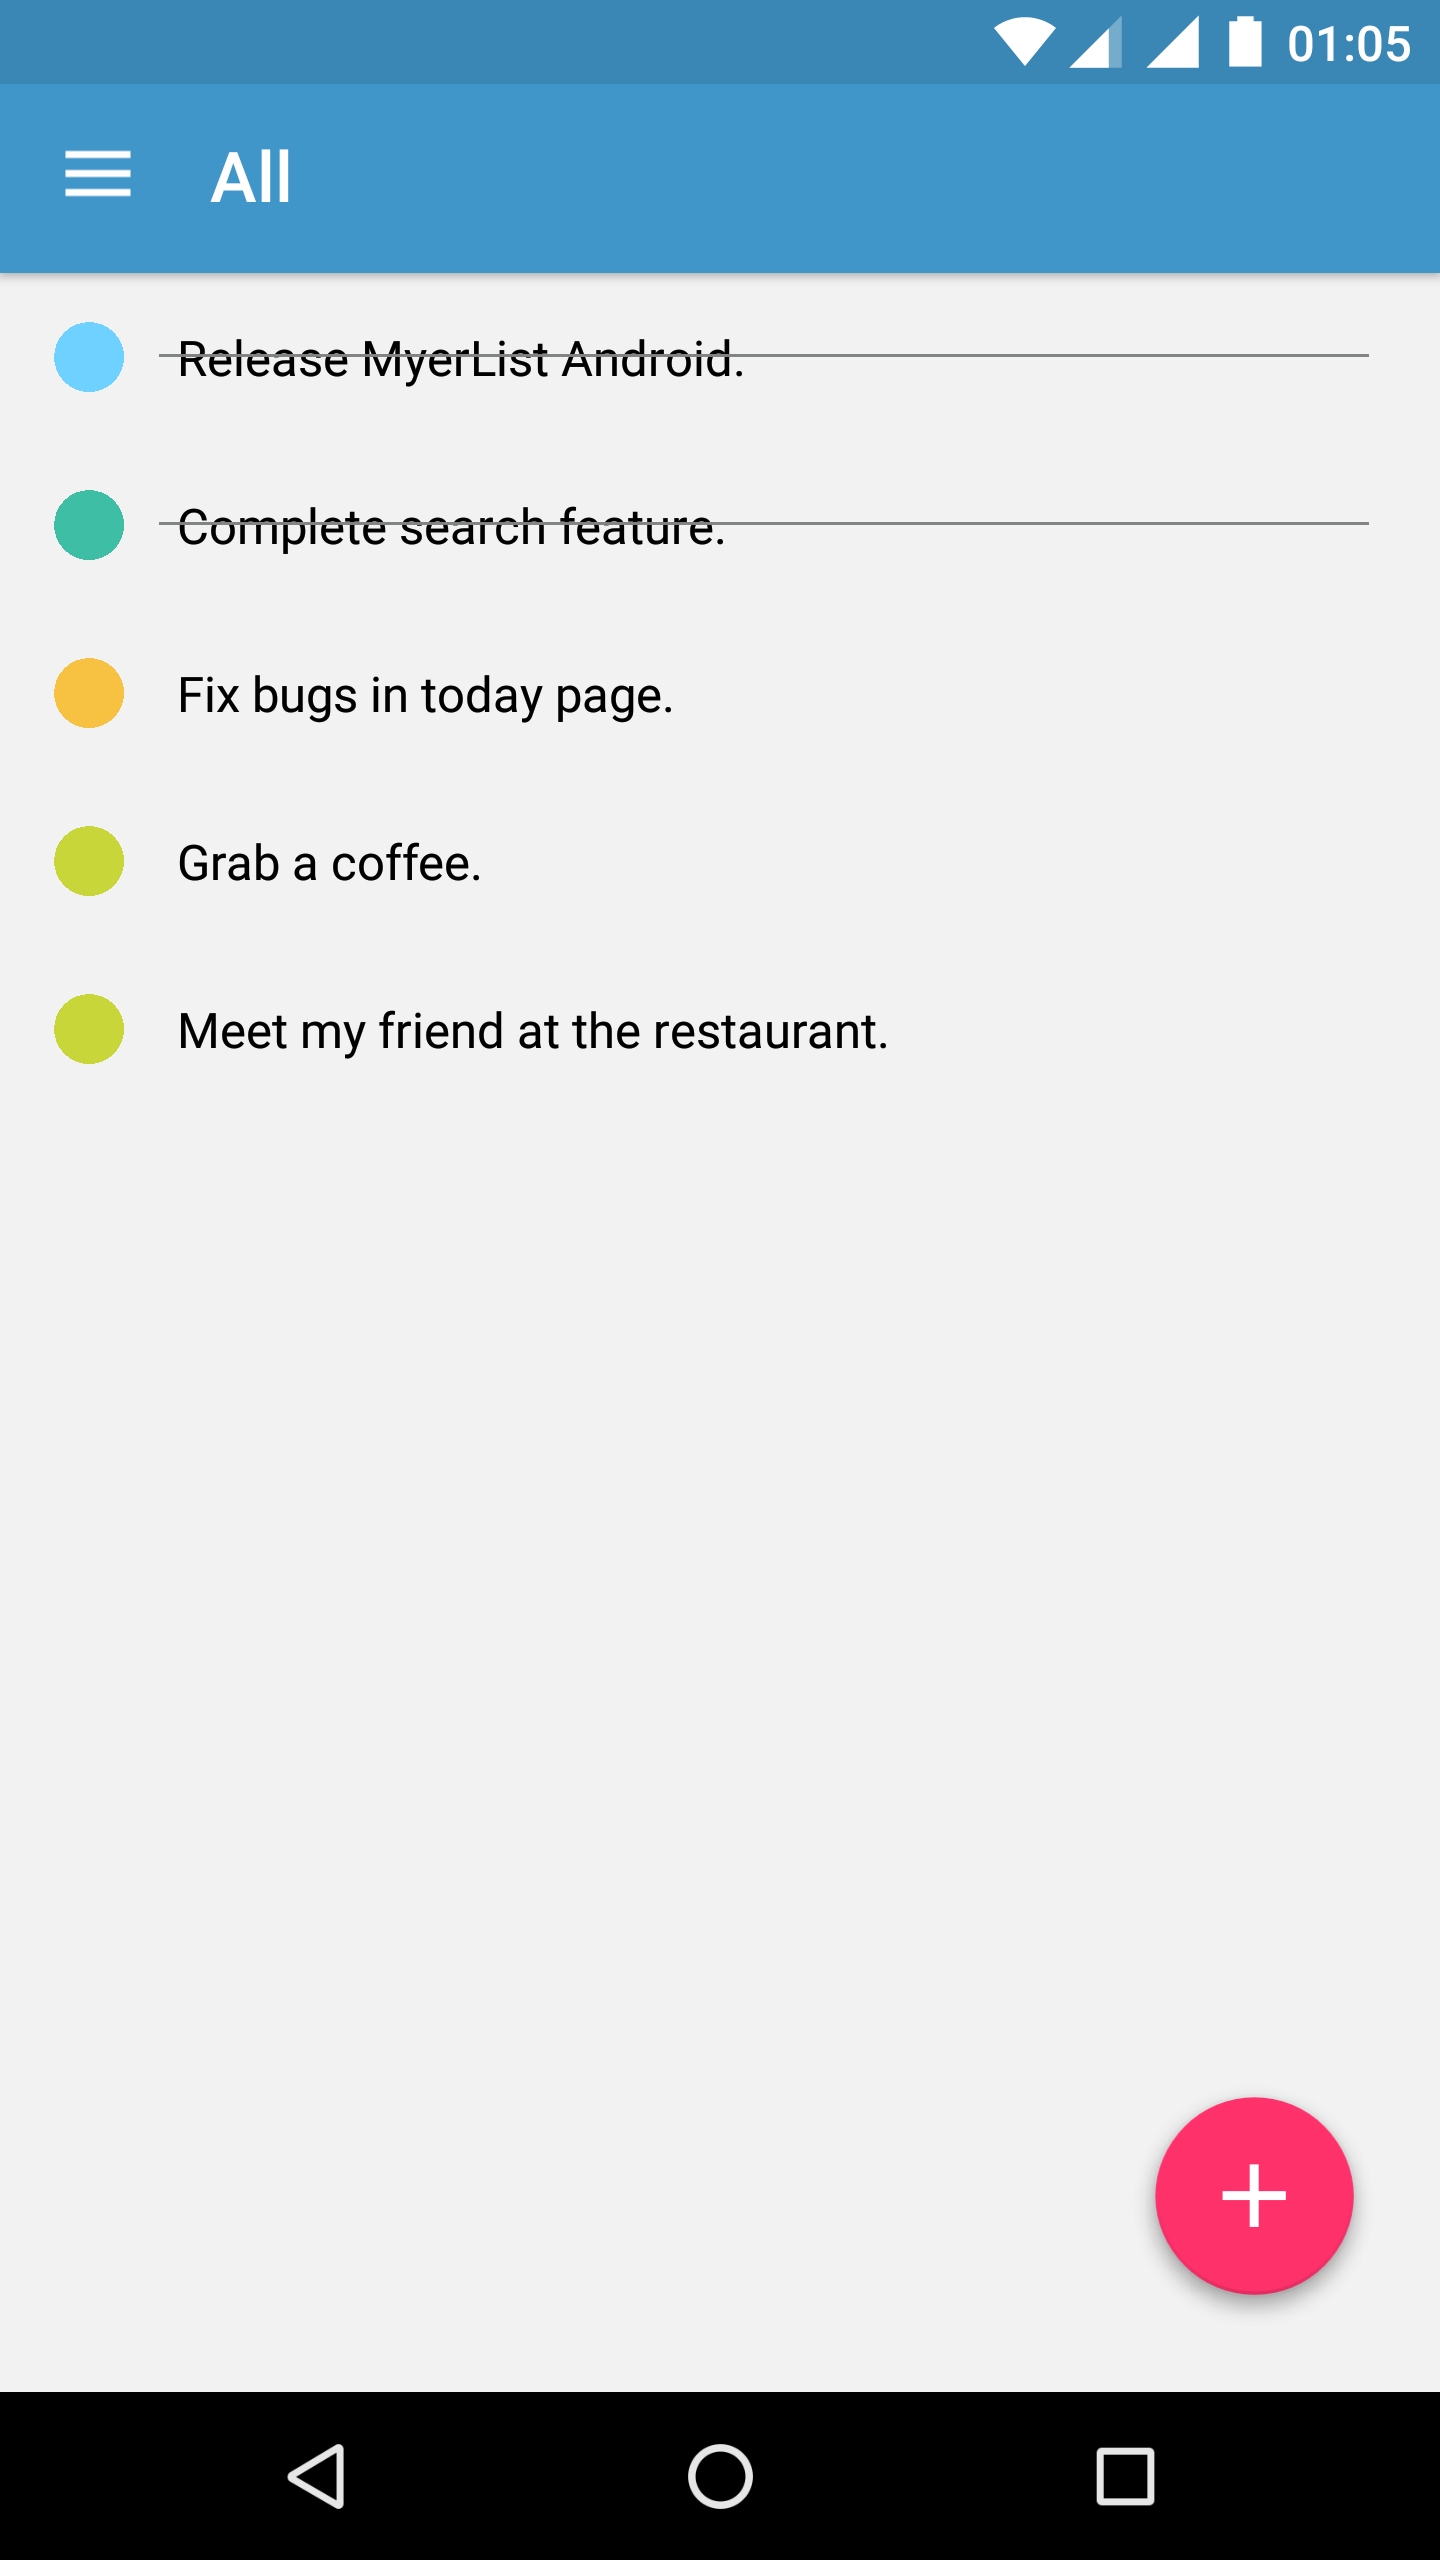 01:05
All
Release MyerList Android.
Complete search feature.
Fix bugs in today page.
Grab a coffee.
Meet my friend at the restaurant.